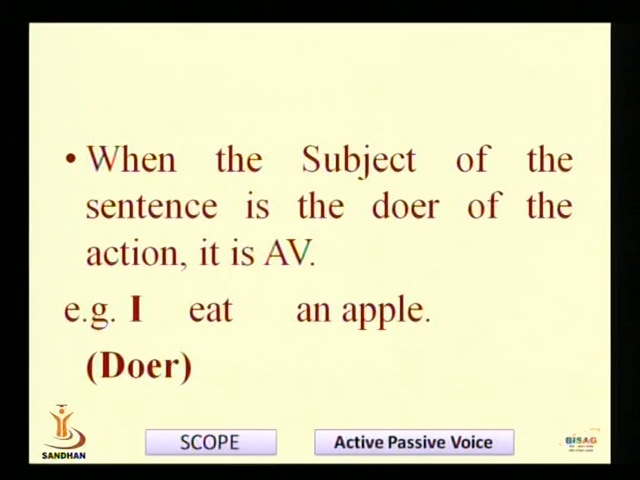 • When the Subject of the
sentence is the doer of the
action, it is AV.
e.g. I eat an apple.
(Doer)
SANDHAN
SCOPE
Active Passive Voice
BISAG